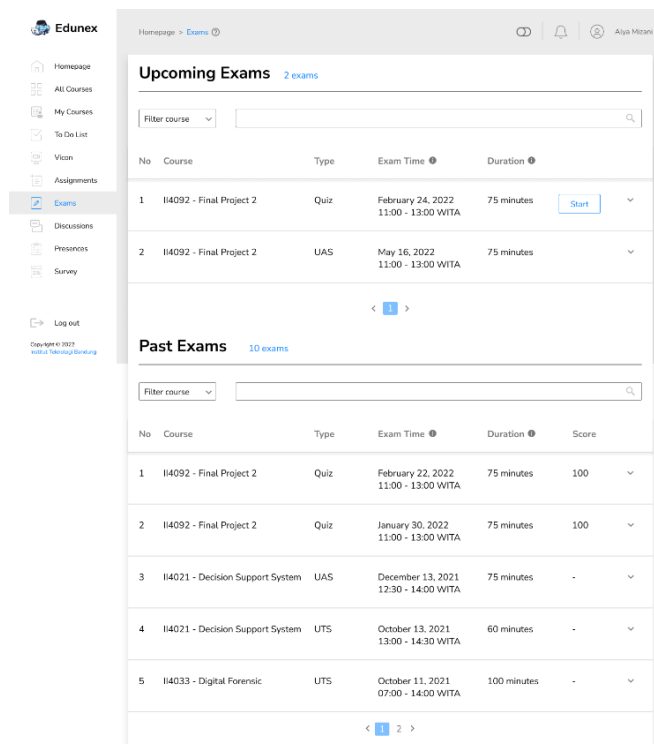 Edunex
Homepage > Exams
Alya Mizani
Homepage
All Courses
My Courses
To Do List
Vicon
Assignments
Exams
Discussions
Presences
Survey
Log out
Copyright © 2022
Institut Teknologi Bandung
Upcoming Exams 2 exams
Filter course
No Course Type Exam Time Duration
1 II4092 - Final Project 2 Quiz February 24, 2022 75 minutes Start
11:00 - 13:00 WITA
2 II4092 - Final Project 2 UAS May 16, 2022 75 minutes
11:00 - 13:00 WITA
< 1 >
Past Exams 10 exams
Filter course
No Course Type Exam Time Duration Score
1 II4092 - Final Project 2 Quiz February 22, 2022 75 minutes 100
11:00 - 13:00 WITA
2 II4092 - Final Project 2 Quiz January 30, 2022 75 minutes 100
11:00 - 13:00 WITA
3 II4021 - Decision Support System UAS December 13, 2021 75 minutes -
12:30 - 14:00 WITA
4 II4021 - Decision Support System UTS October 13, 2021 60 minutes -
13:00 - 14:30 WITA
5 II4033 - Digital Forensic UTS October 11, 2021 100 minutes -
07:00 - 14:00 WITA
< 1 2 >